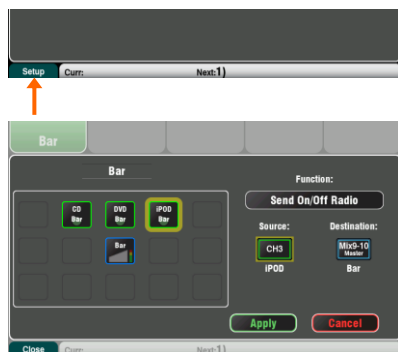 Setup Curr: Next:1)
Bar
Bar
Function:
Send On/Off Radio
CD
Bar
DVD
Bar
iPOD
Bar
Bar
Source:
Destination:
CH3
Mix9-10
Master
iPOD
Bar
Apply
Cancel
Close Curr: Next:1)